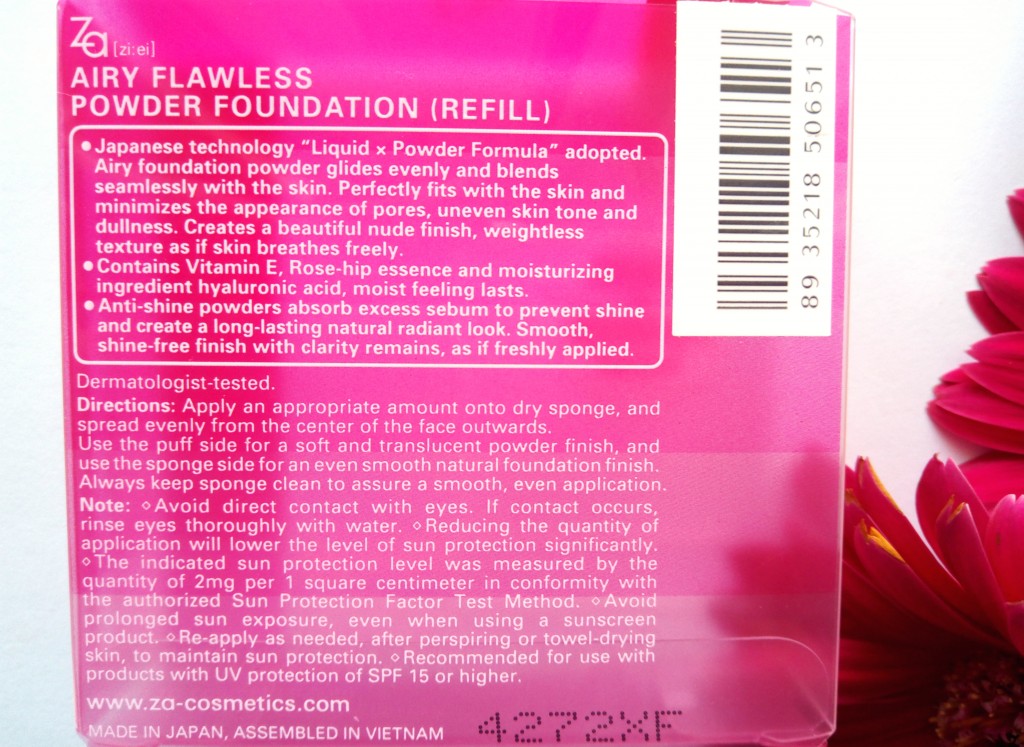 Za [zi:ei]
AIRY FLAWLESS
POWDER FOUNDATION (REFILL)
• Japanese technology "Liquid × Powder Formula" adopted.
Airy foundation powder glides evenly and blends
seamlessly with the skin. Perfectly fits with the skin and
minimizes the appearance of pores, uneven skin tone and
dullness. Creates a beautiful nude finish, weightless
texture as if skin breathes freely.
• Contains Vitamin E, Rose-hip essence and moisturizing
ingredient hyaluronic acid, moist feeling lasts.
• Anti-shine powders absorb excess sebum to prevent shine
and create a long-lasting natural radiant look. Smooth,
shine-free finish with clarity remains, as if freshly applied.
Dermatologist-tested.
Directions: Apply an appropriate amount onto dry sponge, and
spread evenly from the center of the face outwards.
Use the puff side for a soft and translucent powder finish, and
use the sponge side for an even smooth natural foundation finish.
Always keep sponge clean to assure a smooth, even application.
Note: ⋄Avoid direct contact with eyes. If contact occurs,
rinse eyes thoroughly with water. ⋄Reducing the quantity of
application will lower the level of sun protection significantly.
⋄The indicated sun protection level was measured by the
quantity of 2mg per 1 square centimeter in conformity with
the authorized Sun Protection Factor Test Method. ⋄Avoid
prolonged sun exposure, even when using a sunscreen
product. ⋄Re-apply as needed, after perspiring or towel-drying
skin, to maintain sun protection. ⋄Recommended for use with
products with UV protection of SPF 15 or higher.
www.za-cosmetics.com
MADE IN JAPAN, ASSEMBLED IN VIETNAM
4272XF
89 35218 50651 3